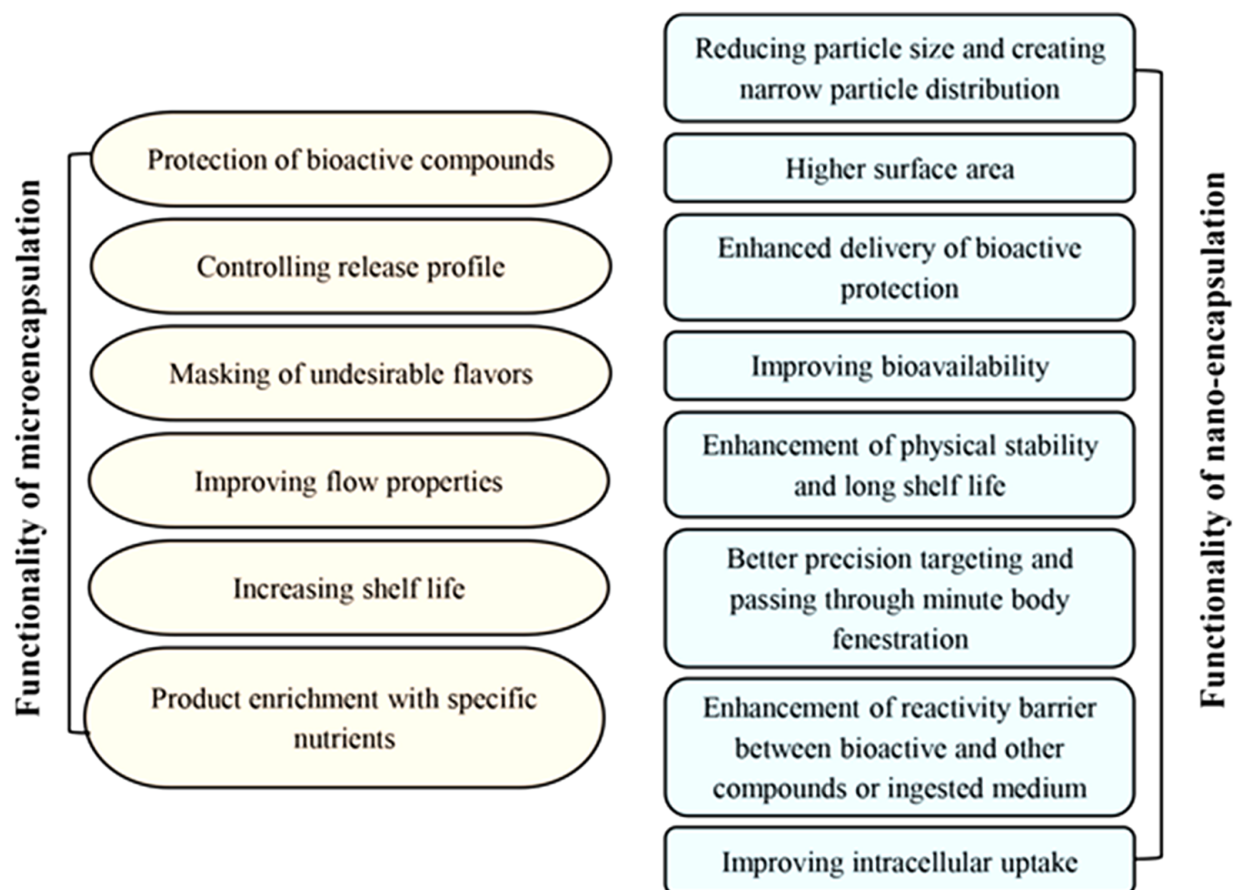 Functionality of microencapsulation
Protection of bioactive compounds
Controlling release profile
Masking of undesirable flavors
Improving flow properties
Increasing shelf life
Product enrichment with specific
nutrients
Reducing particle size and creating
narrow particle distribution
Higher surface area
Enhanced delivery of bioactive
protection
Improving bioavailability
Enhancement of physical stability
and long shelf life
Better precision targeting and
passing through minute body
fenestration
Enhancement of reactivity barrier
between bioactive and other
compounds or ingested medium
Improving intracellular uptake
Functionality of nano-encapsulation